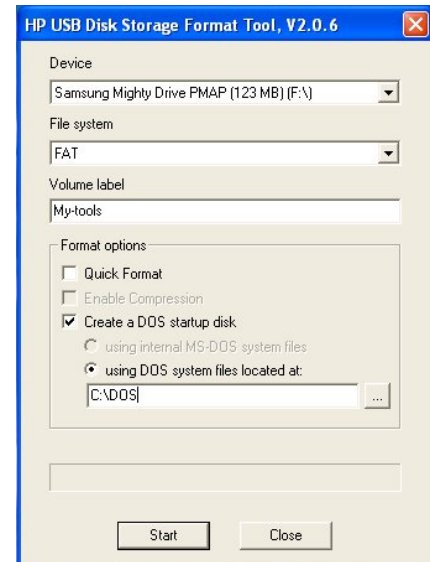 HP USB Disk Storage Format Tool, V2.0.6
Device
Samsung Mighty Drive PMAP (123 MB) (F:\)
File system
FAT
Volume label
My-tools
Format options
Quick Format
Enable Compression
Create a DOS startup disk
using internal MS-DOS system files
using DOS system files located at:
C:\DOS
...
Start Close